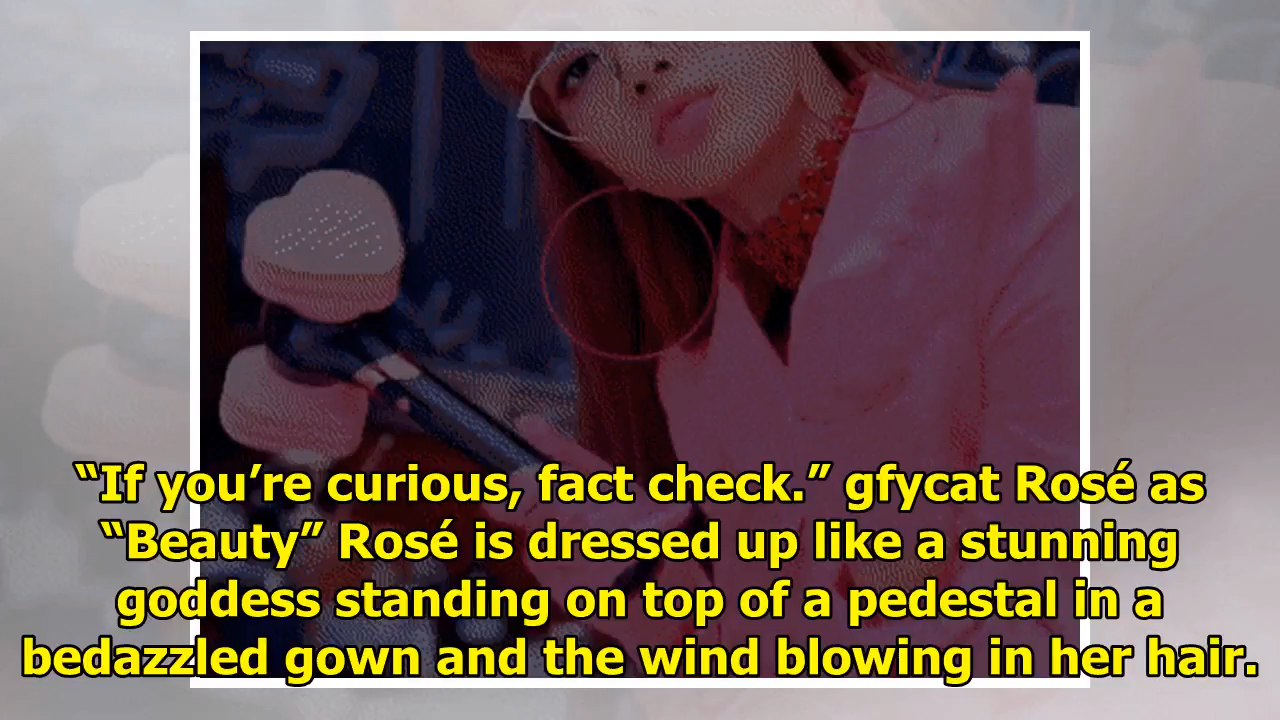 “If you’re curious, fact check.” gfycat Rosé as
“Beauty” Rosé is dressed up like a stunning
goddess standing on top of a pedestal in a
bedazzled gown and the wind blowing in her hair.